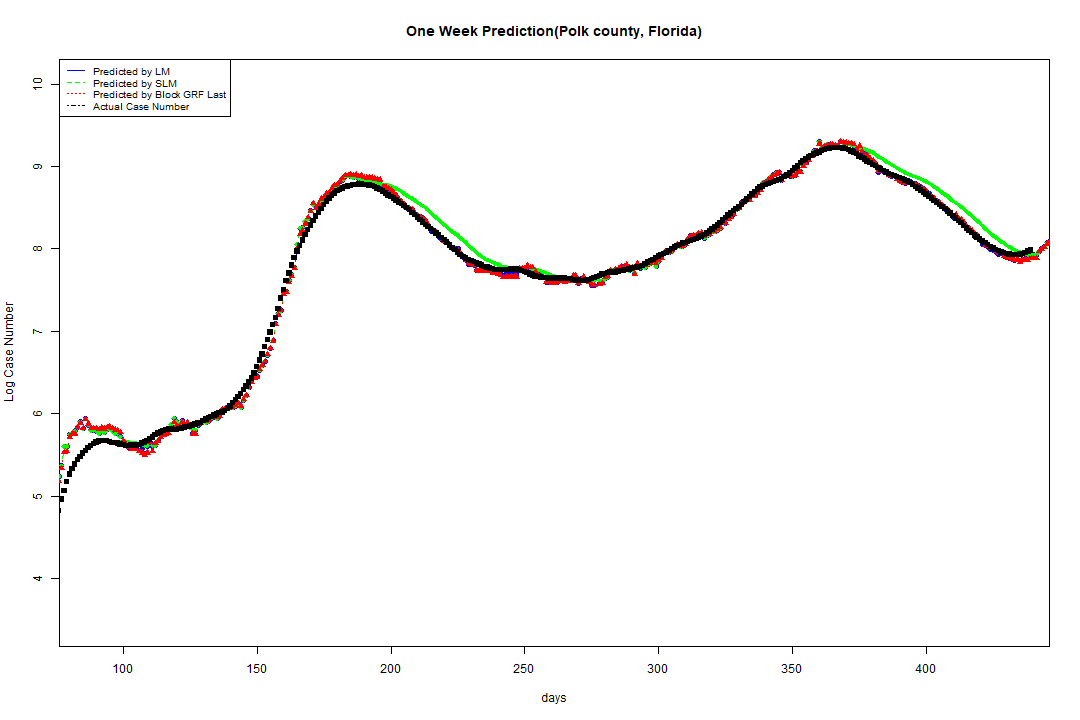 One Week Prediction(Polk county, Florida)
Predicted by LM
Predicted by SLM
Predicted by Block GRF Last
Actual Case Number
10
9
8
7
6
5
4
Log Case Number
100 150 200 250 300 350 400
days